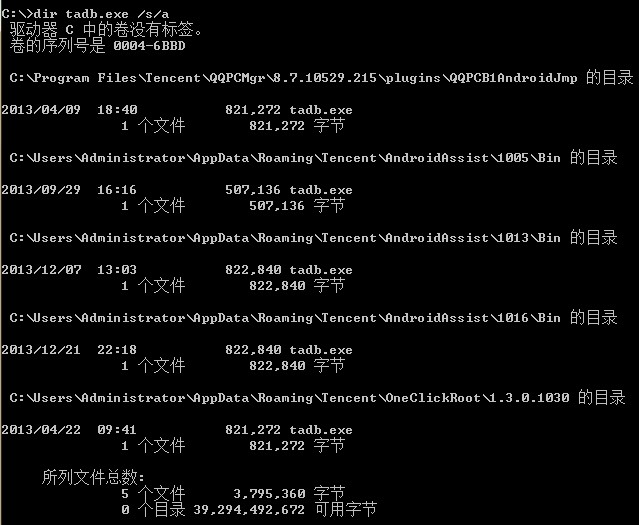 C:\>dir tadb.exe /s/a
驱动器 C 中的卷没有标签。
卷的序列号是 0004-6BBD
C:\Program Files\Tencent\QQPCMgr\8.7.10529.215\plugins\QQPCB1AndroidJmp 的目录
2013/04/09 18:40 821,272 tadb.exe
1 个文件 821,272 字节
C:\Users\Administrator\AppData\Roaming\Tencent\AndroidAssist\1005\Bin 的目录
2013/09/29 16:16 507,136 tadb.exe
1 个文件 507,136 字节
C:\Users\Administrator\AppData\Roaming\Tencent\AndroidAssist\1013\Bin 的目录
2013/12/07 13:03 822,840 tadb.exe
1 个文件 822,840 字节
C:\Users\Administrator\AppData\Roaming\Tencent\AndroidAssist\1016\Bin 的目录
2013/12/21 22:18 822,840 tadb.exe
1 个文件 822,840 字节
C:\Users\Administrator\AppData\Roaming\Tencent\OneClickRoot\1.3.0.1030 的目录
2013/04/22 09:41 821,272 tadb.exe
1 个文件 821,272 字节
所列文件总数:
5 个文件 3,795,360 字节
0 个目录 39,294,492,672 可用字节